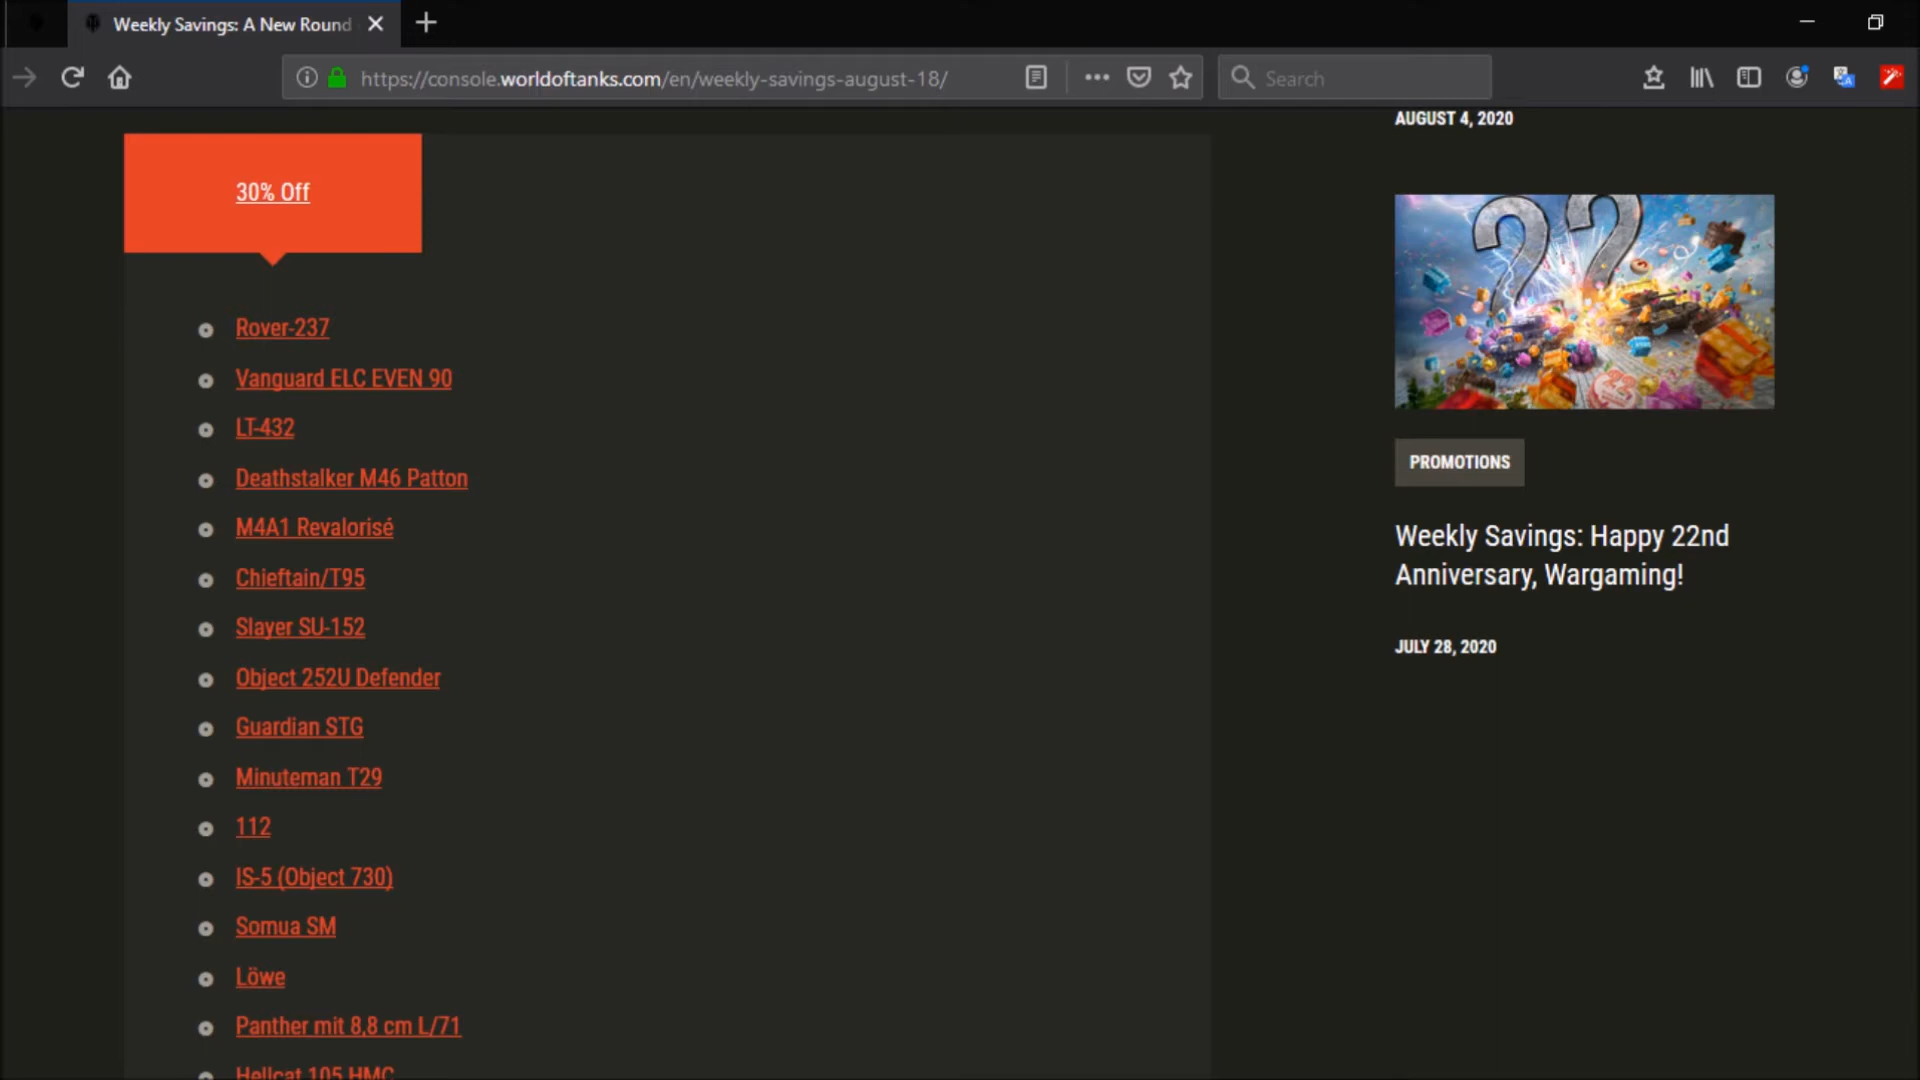 Weekly Savings: A New Round
https://console.worldoftanks.com/en/weekly-savings-august-18/
Search
30% Off
Rover-237
Vanguard ELC EVEN 90
LT-432
Deathstalker M46 Patton
M4A1 Revalorisé
Chieftain/T95
Slayer SU-152
Object 252U Defender
Guardian STG
Minuteman T29
112
IS-5 (Object 730)
Somua SM
Löwe
Panther mit 8,8 cm L/71
Hellcat 105 HMC
AUGUST 4, 2020
22
PROMOTIONS
Weekly Savings: Happy 22nd
Anniversary, Wargaming!
JULY 28, 2020